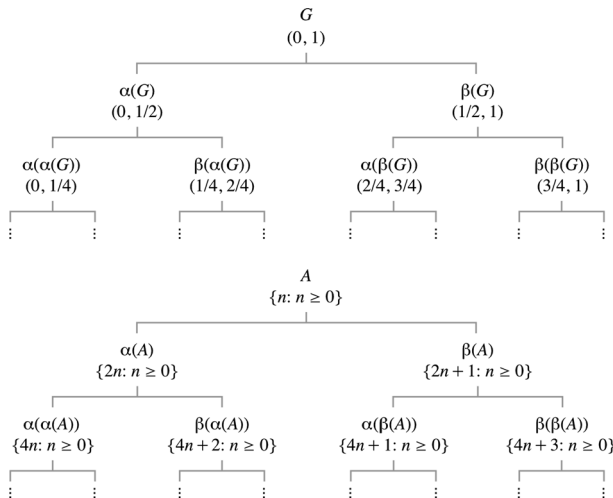 G
(0, 1)
α(G) β(G)
(0, 1/2) (1/2, 1)
α(α(G)) β(α(G)) α(β(G)) β(β(G))
(0, 1/4) (1/4, 2/4) (2/4, 3/4) (3/4, 1)
⋮ ⋮ ⋮ ⋮ ⋮ ⋮ ⋮ ⋮
A
{n: n ≥ 0}
α(A) β(A)
{2n: n ≥ 0} {2n + 1: n ≥ 0}
α(α(A)) β(α(A)) α(β(A)) β(β(A))
{4n: n ≥ 0} {4n + 2: n ≥ 0} {4n + 1: n ≥ 0} {4n + 3: n ≥ 0}
⋮ ⋮ ⋮ ⋮ ⋮ ⋮ ⋮ ⋮